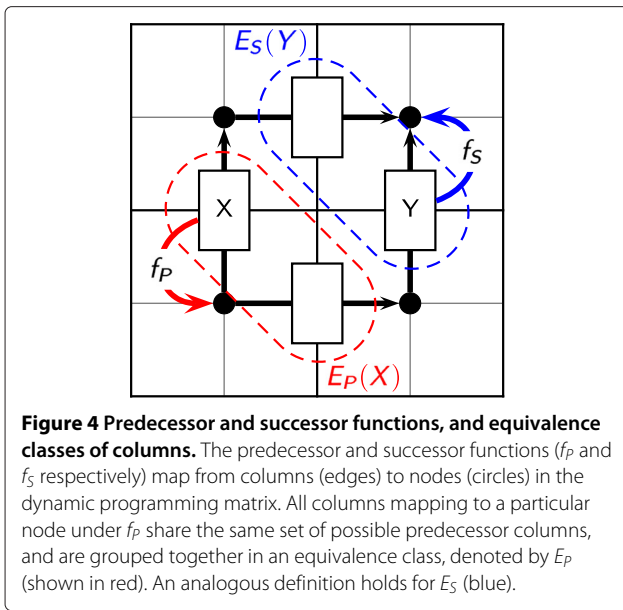 E_S(Y)
f_S
X
Y
f_P
E_P(X)
Figure 4 Predecessor and successor functions, and equivalence
classes of columns. The predecessor and successor functions (f_P and
f_S respectively) map from columns (edges) to nodes (circles) in the
dynamic programming matrix. All columns mapping to a particular
node under f_P share the same set of possible predecessor columns,
and are grouped together in an equivalence class, denoted by E_P
(shown in red). An analogous definition holds for E_S (blue).